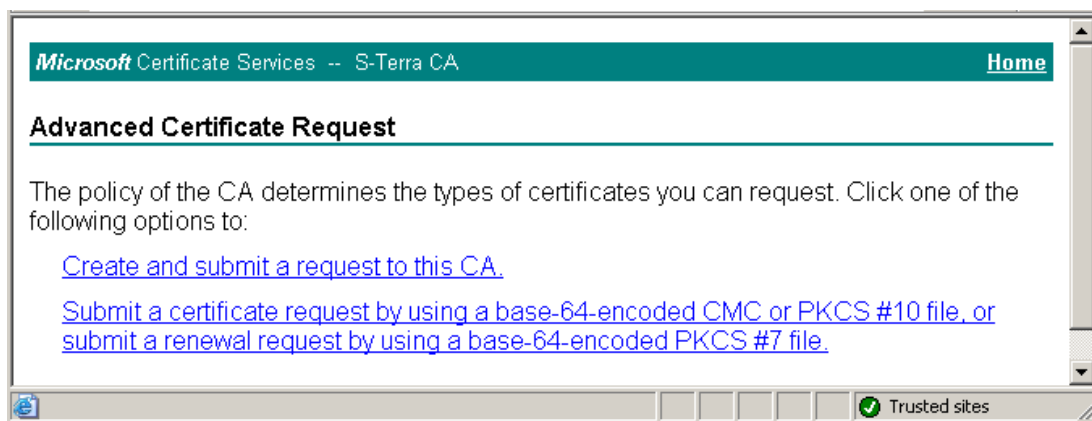 Microsoft Certificate Services -- S-Terra CA Home
Advanced Certificate Request
The policy of the CA determines the types of certificates you can request. Click one of the
following options to:
Create and submit a request to this CA.
Submit a certificate request by using a base-64-encoded CMC or PKCS #10 file, or
submit a renewal request by using a base-64-encoded PKCS #7 file.
Trusted sites